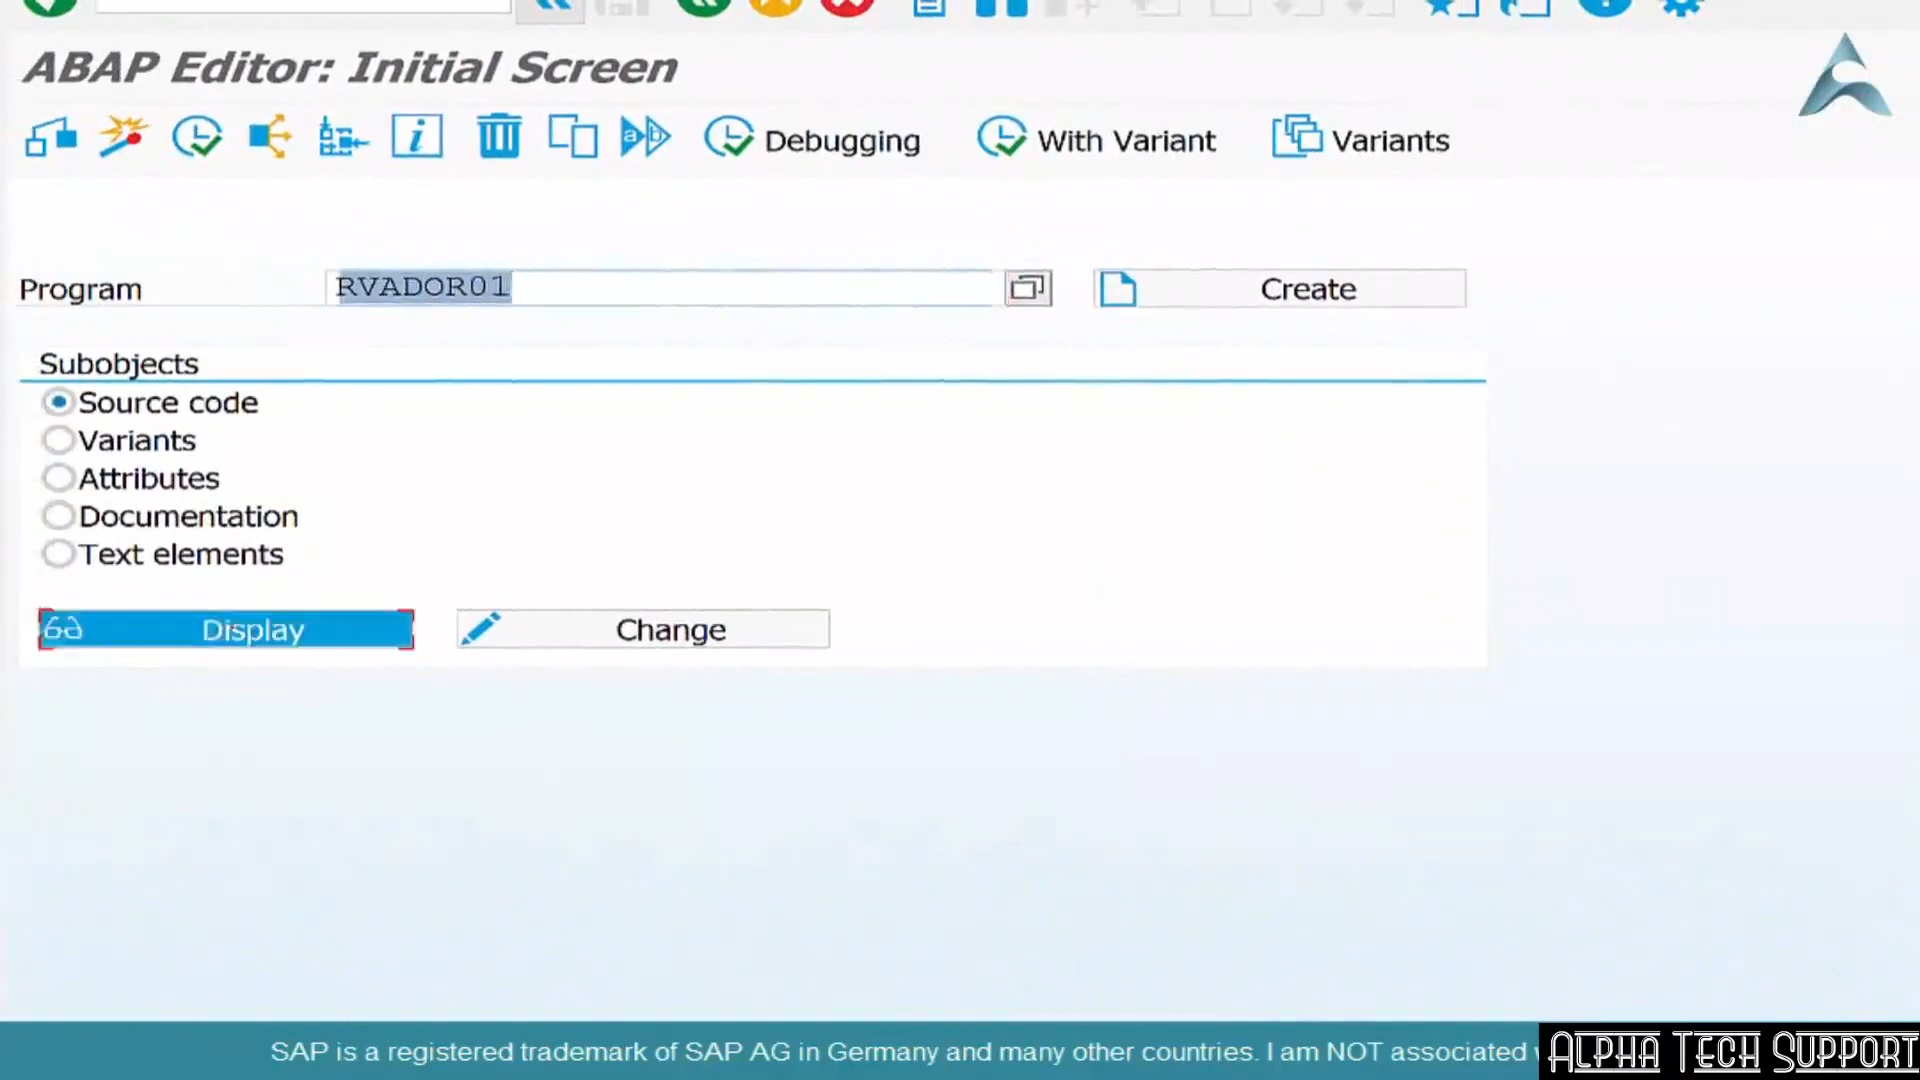 ABAP Editor: Initial Screen
Debugging With Variant Variants
Program RVADOR01 Create
Subobjects
Source code
Variants
Attributes
Documentation
Text elements
Display Change
SAP is a registered trademark of SAP AG in Germany and many other countries. I am NOT associated
ALPHA TECH SUPPORT